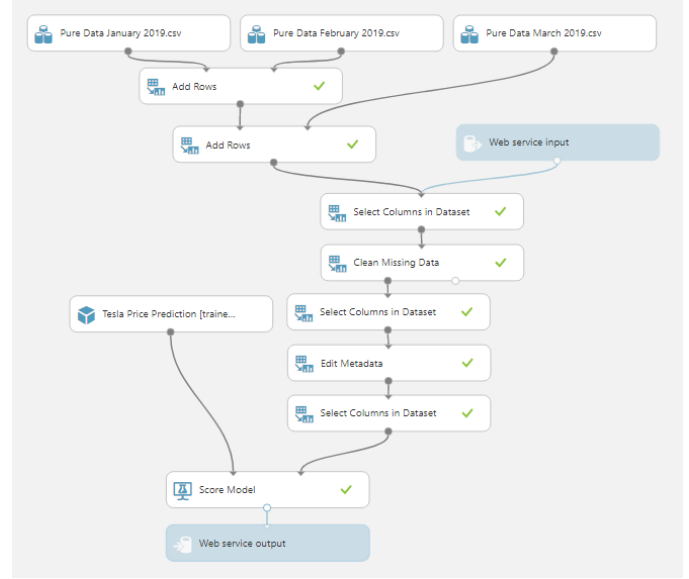 Pure Data January 2019.csv
Pure Data February 2019.csv
Pure Data March 2019.csv
Add Rows
Add Rows
Web service input
Select Columns in Dataset
Clean Missing Data
Tesla Price Prediction [traine...
Select Columns in Dataset
Edit Metadata
Select Columns in Dataset
Score Model
Web service output